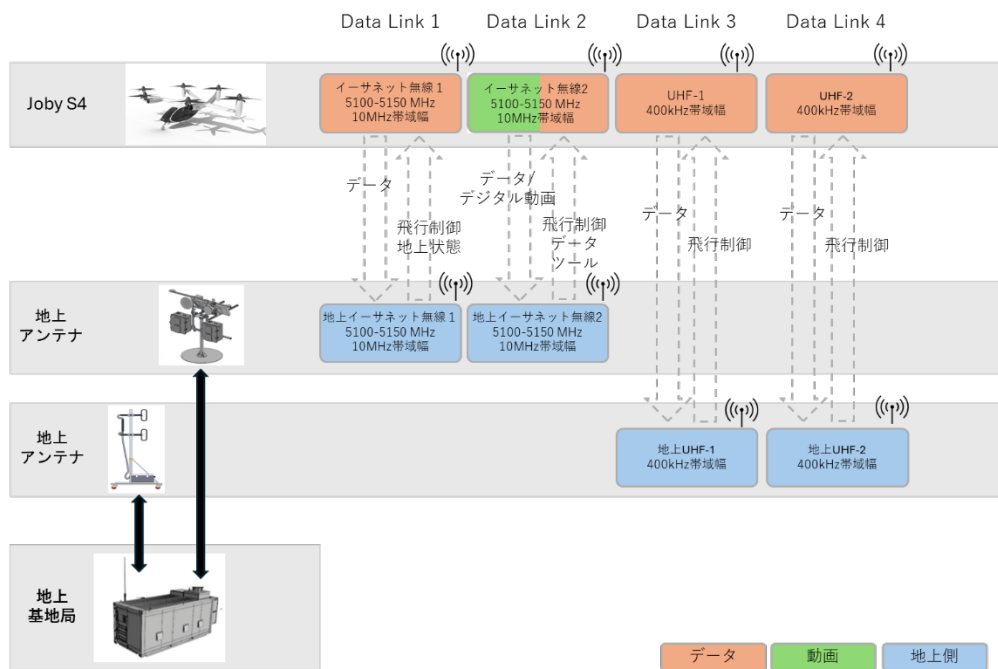 Data Link 1
Data Link 2
Data Link 3
Data Link 4
Joby S4
イーサネット無線1
5100-5150 MHz
10MHz帯域幅
イーサネット無線2
5100-5150 MHz
10MHz帯域幅
UHF-1
400kHz帯域幅
UHF-2
400kHz帯域幅
データ
飛行制御
地上状態
データ/
デジタル動画
飛行制御
データ
ツール
データ
飛行制御
データ
飛行制御
地上
アンテナ
地上イーサネット無線1
5100-5150 MHz
10MHz帯域幅
地上イーサネット無線2
5100-5150 MHz
10MHz帯域幅
地上
アンテナ
地上UHF-1
400kHz帯域幅
地上UHF-2
400kHz帯域幅
地上
基地局
データ
動画
地上側